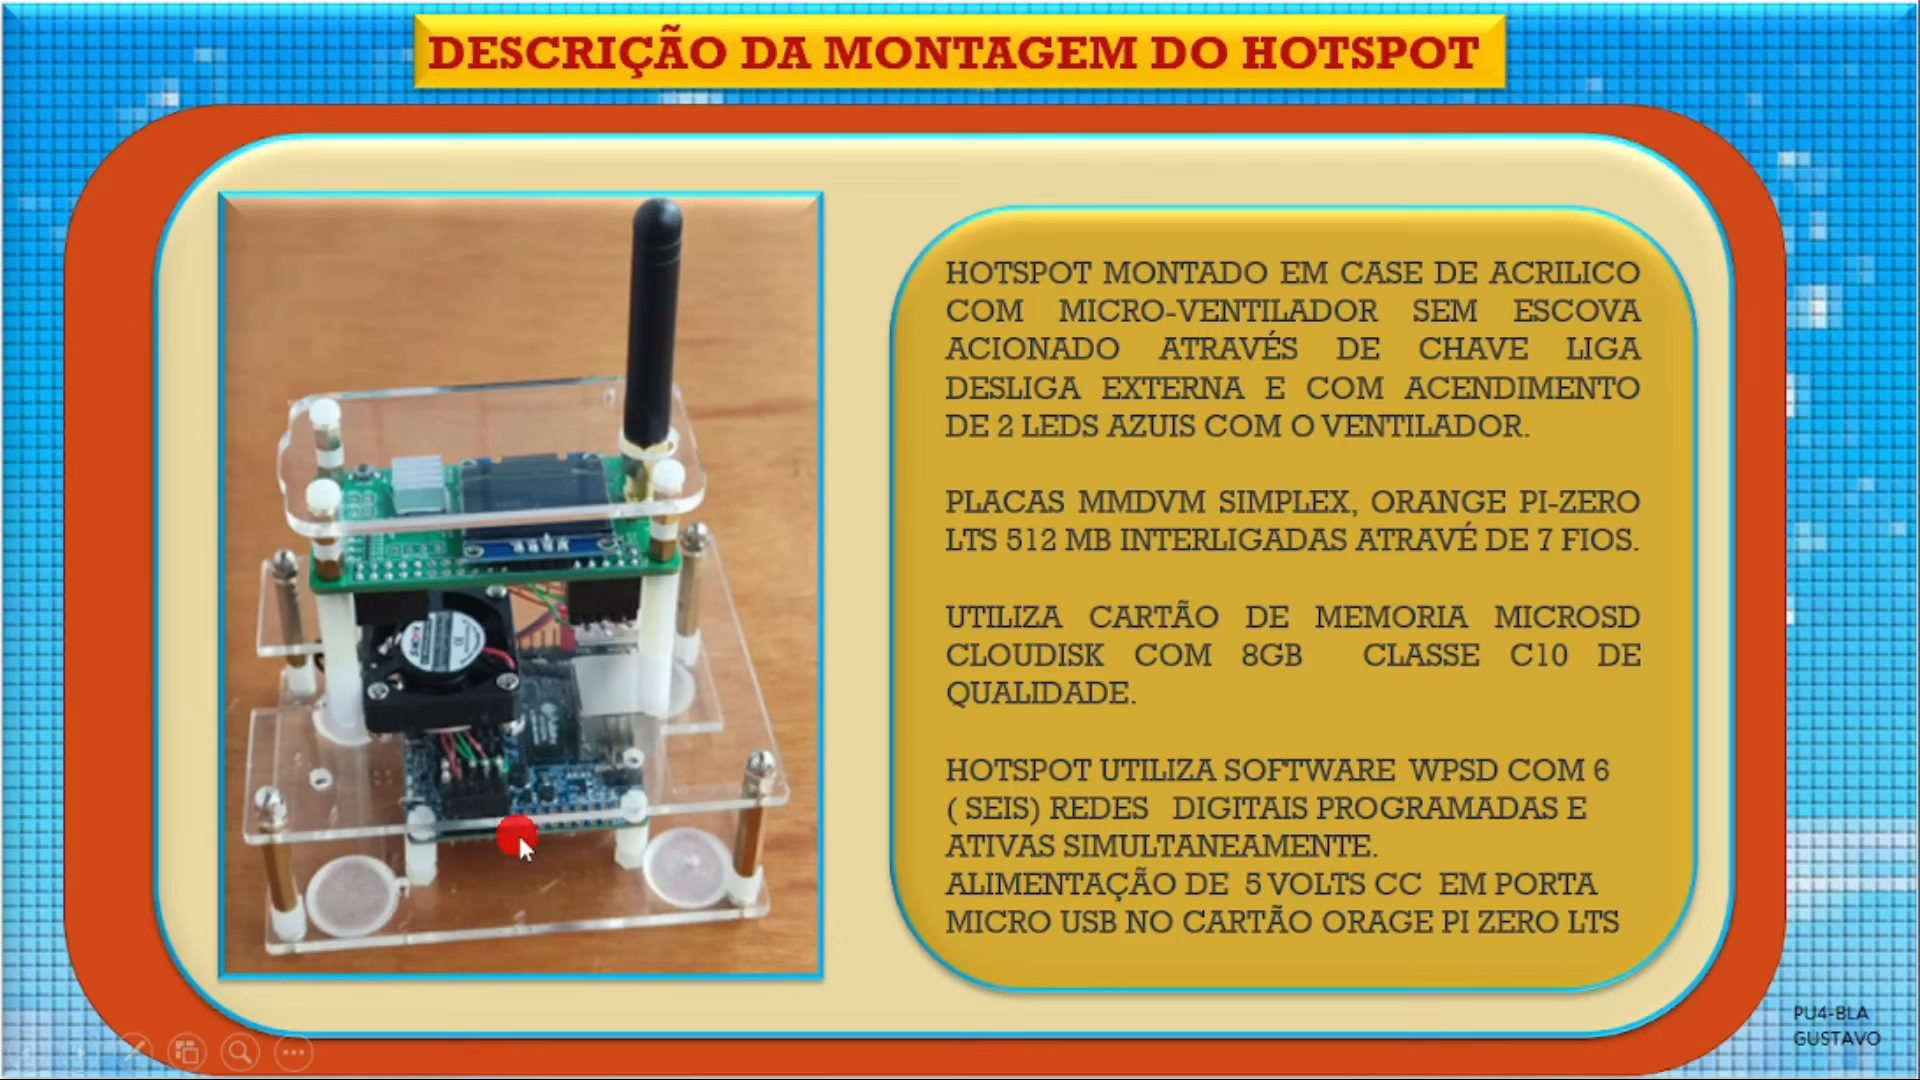 DESCRIÇÃO DA MONTAGEM DO HOTSPOT
HOTSPOT MONTADO EM CASE DE ACRILICO
COM MICRO-VENTILADOR SEM ESCOVA
ACIONADO ATRAVÉS DE CHAVE LIGA
DESLIGA EXTERNA E COM ACENDIMENTO
DE 2 LEDS AZUIS COM O VENTILADOR.
PLACAS MMDVM SIMPLEX, ORANGE PI-ZERO
LTS 512 MB INTERLIGADAS ATRAVÉ DE 7 FIOS.
UTILIZA CARTÃO DE MEMORIA MICROSD
CLOUDISK COM 8GB CLASSE C10 DE
QUALIDADE.
HOTSPOT UTILIZA SOFTWARE WPSD COM 6
( SEIS) REDES DIGITAIS PROGRAMADAS E
ATIVAS SIMULTANEAMENTE.
ALIMENTAÇÃO DE 5 VOLTS CC EM PORTA
MICRO USB NO CARTÃO ORAGE PI ZERO LTS
PU4-BLA
GUSTAVO